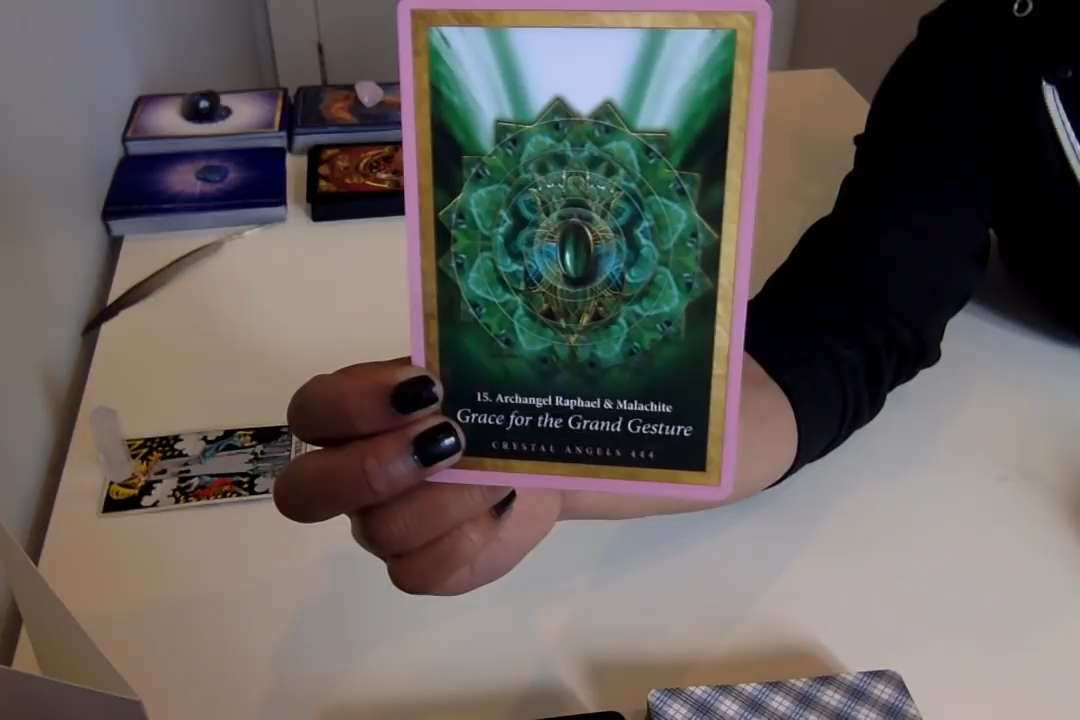 15. Archangel Raphael & Malachite
Grace for the Grand Gesture
CRYSTAL ANGELS 444